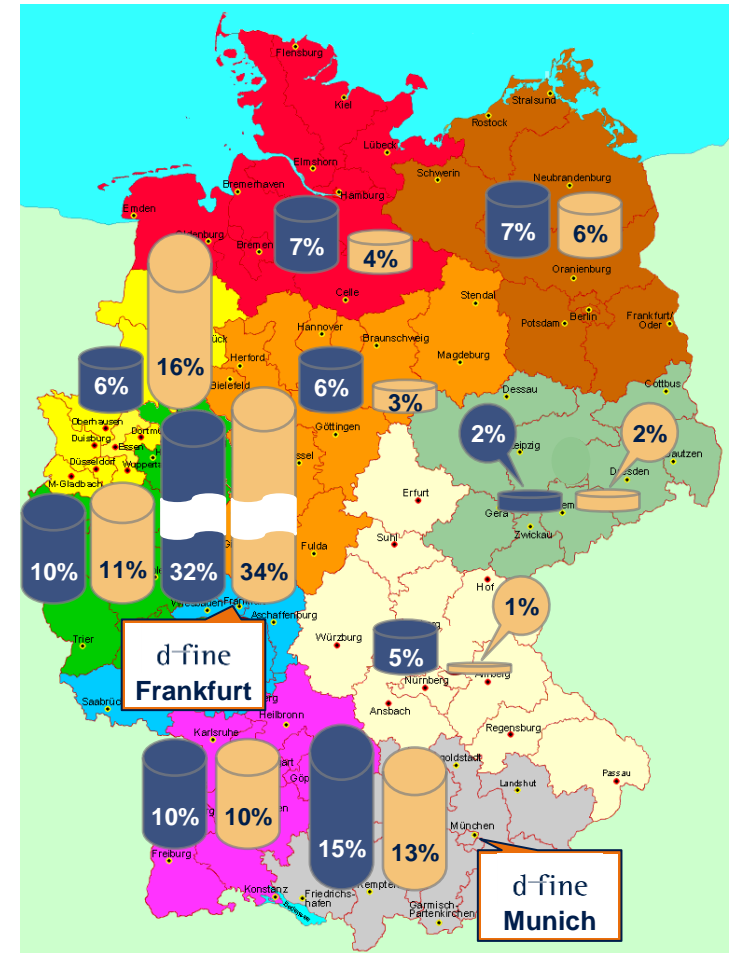 Flensburg
Kiel
Stralsund
Rostock
Lübeck
Elmshorn
Schwerin
Neubrandenburg
Bremerhaven
Hamburg
Emden
7%
4%
7%
6%
Bremen
Oranienburg
Celle
Stendal
Hannover
Berlin
Frankfurt/
Oder
Potsdam
Braunschweig
Herford
Magdeburg
16%
6%
Bielefeld
6%
3%
Dessau
Cottbus
Oberhausen
Duisburg
Essen
Göttingen
2%
2%
Düsseldorf
M-Gladbach
Erfurt
Gera
Zwickau
Suhl
Fulda
10%
11%
32%
34%
Hof
1%
Aschaffenburg
Trier
Würzburg
d-fine
Frankfurt
5%
Nürnberg
Ansbach
Heilbronn
Karlsruhe
Regensburg
Passau
Landshut
10%
10%
15%
13%
München
Freiburg
d-fine
Munich
Konstanz
Friedrichs-
hafen
Kempten
Garmisch-
Partenkirchen